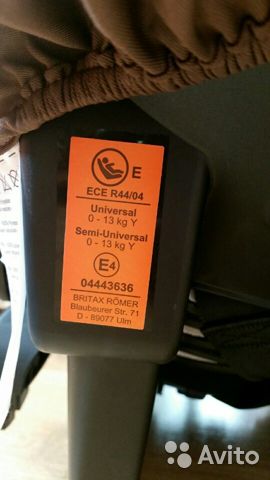 E
ECE R44/04
Universal
0 - 13 kg Y
Semi-Universal
0 - 13 kg Y
E4
04443636
BRITAX RÖMER
Blaubeurer Str. 71
D - 89077 Ulm
Avito